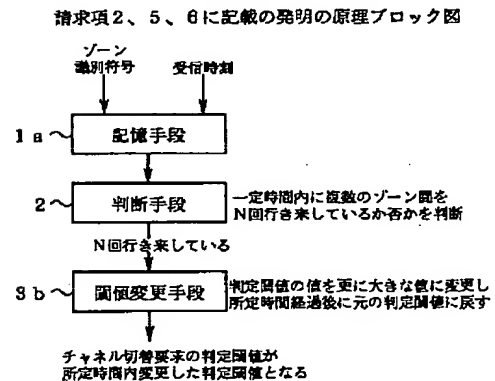 請求項2、5、6に記載の発明の原理ブロック図
ゾーン
識別符号
受信時刻
1a
記憶手段
2
判断手段
一定時間内に複数のゾーン間を
N回行き来しているか否かを判断
N回行き来している
3b
閾値変更手段
判定閾値の値を更に大きな値に変更し
所定時間経過後に元の判定閾値に戻す
チャネル切替要求の判定閾値が
所定時間内変更した判定閾値となる